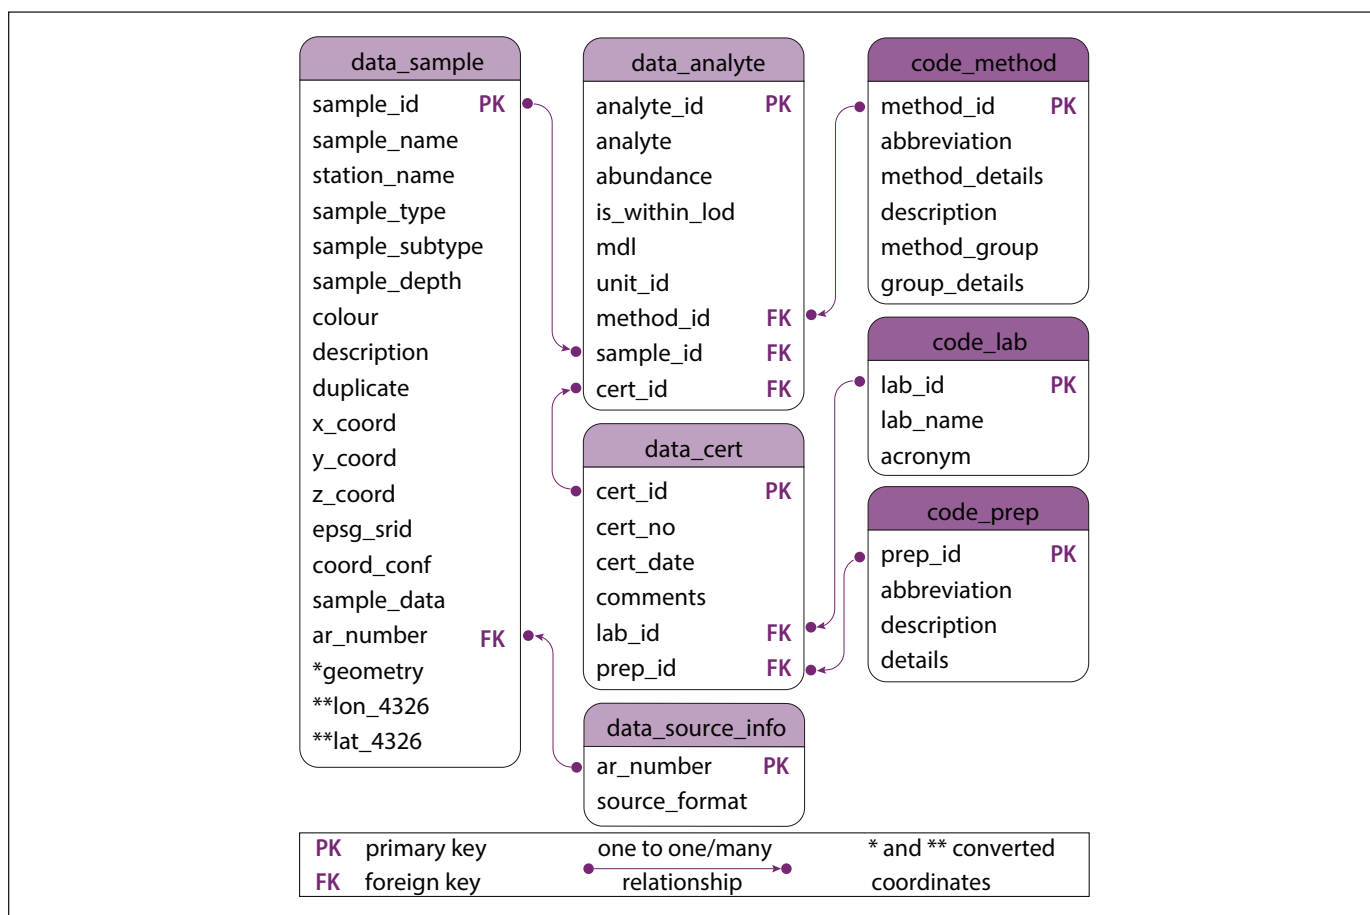 data_sample
sample_id PK
sample_name
station_name
sample_type
sample_subtype
sample_depth
colour
description
duplicate
x_coord
y_coord
z_coord
epsg_srid
coord_conf
sample_data
ar_number FK
*geometry
**lon_4326
**lat_4326
data_analyte
analyte_id PK
analyte
abundance
is_within_lod
mdl
unit_id
method_id FK
sample_id FK
cert_id FK
data_cert
cert_id PK
cert_no
cert_date
comments
lab_id FK
prep_id FK
data_source_info
ar_number PK
source_format
code_method
method_id PK
abbreviation
method_details
description
method_group
group_details
code_lab
lab_id PK
lab_name
acronym
code_prep
prep_id PK
abbreviation
description
details
PK primary key
FK foreign key
one to one/many
relationship
* and ** converted
coordinates